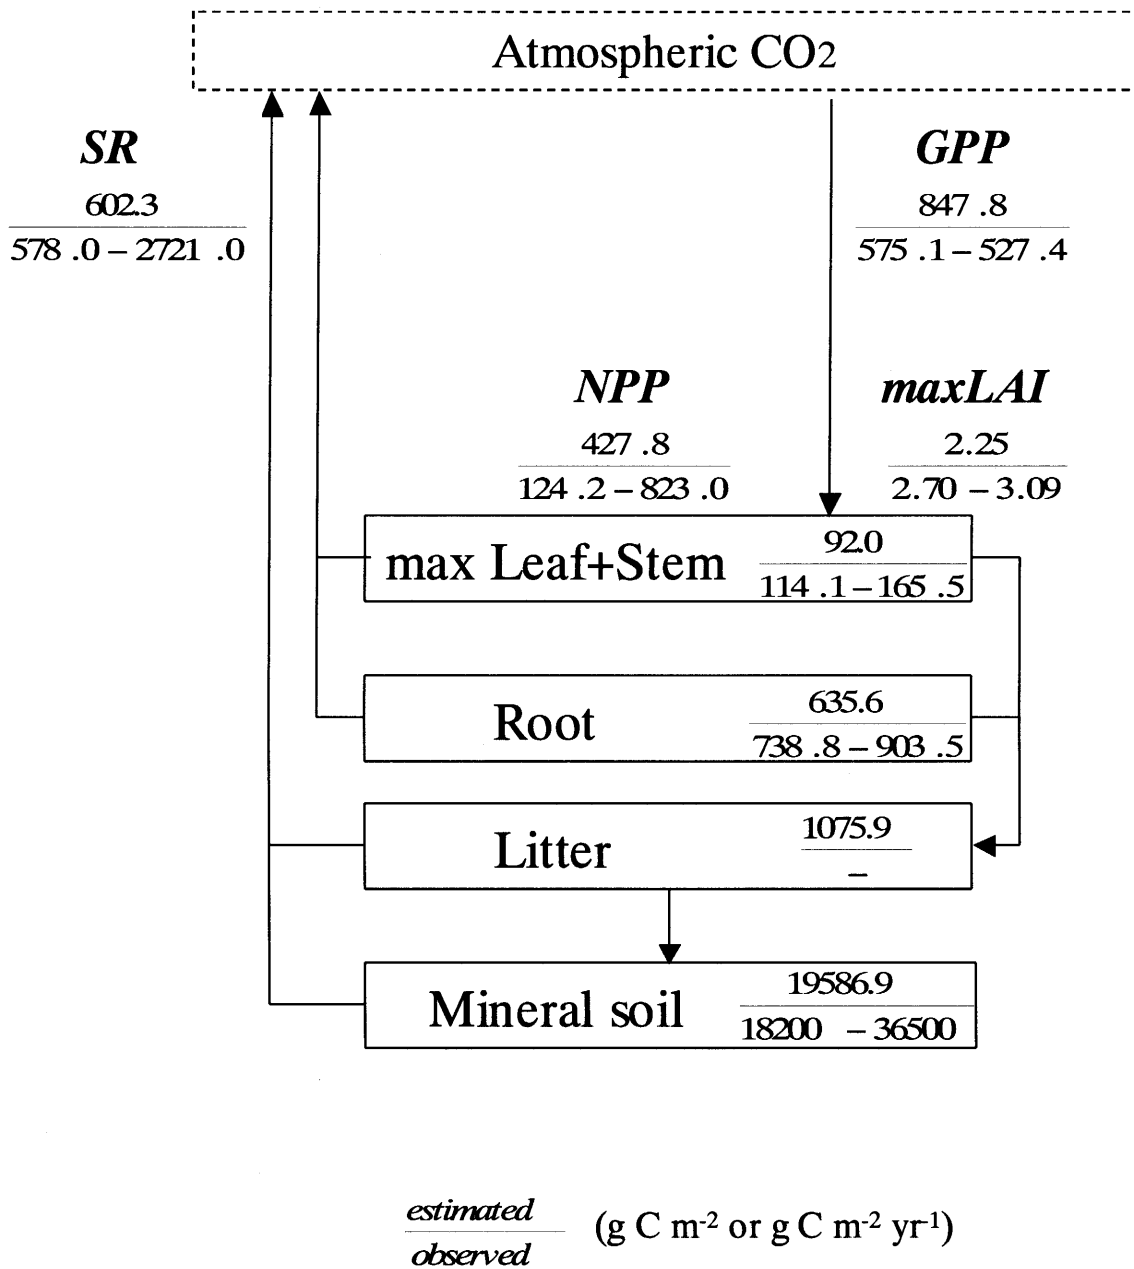 Atmospheric CO2
SR
602.3
578 .0 – 2721 .0
GPP
847 .8
575 .1 – 527 .4
NPP
427 .8
124 .2 – 823 .0
maxLAI
2.25
2.70 – 3.09
max Leaf+Stem
92.0
114 .1 – 165 .5
Root
635.6
738 .8 – 903 .5
Litter
1075.9
–
Mineral soil
19586.9
18200 – 36500
estimated
observed
(g C m-2 or g C m-2 yr-1)